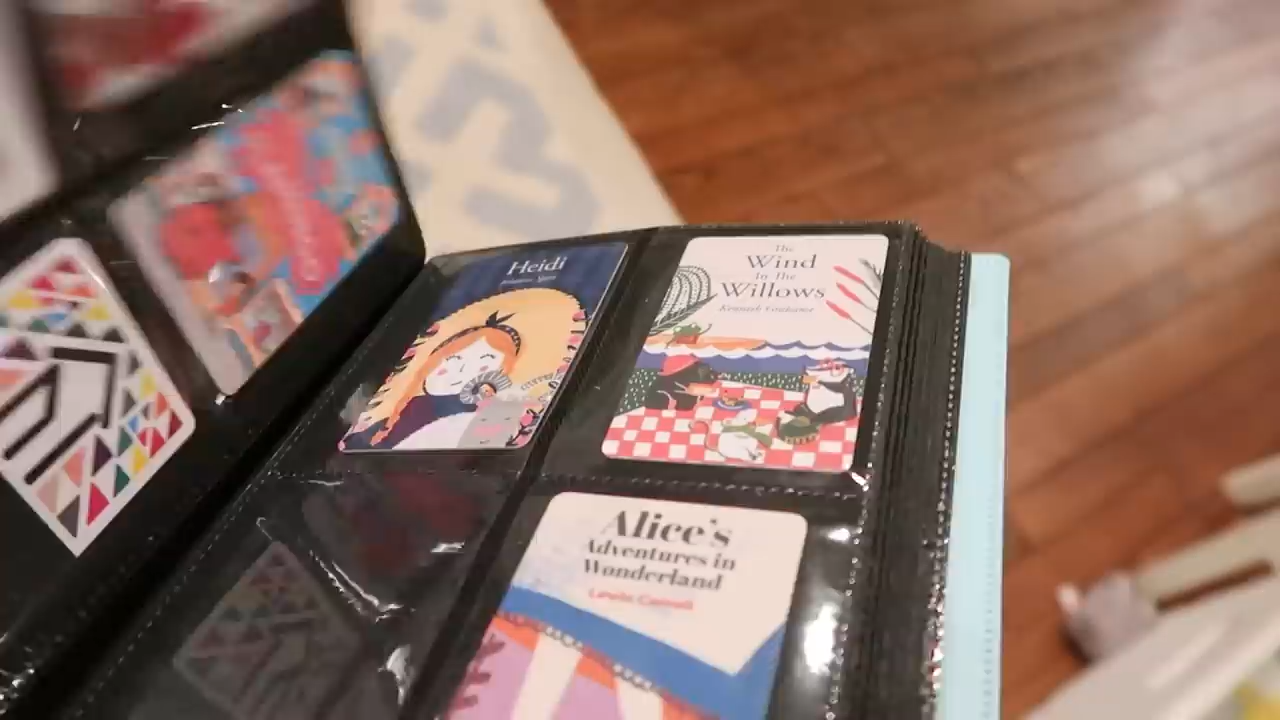 Heidi
The
Wind
In The
Willows
Kenneth Grahame
Alice's
Adventures in
Wonderland
Lewis Carroll